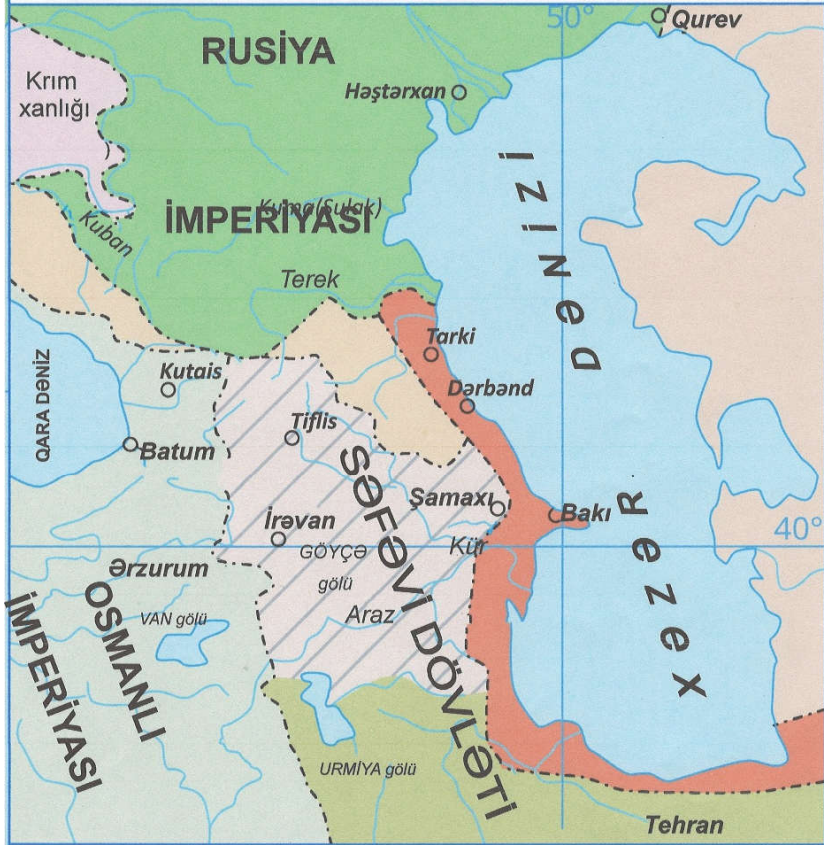 50°
Qurev
RUSİYA
Krım
xanlığı
Həştərxan
İMPERİYASI
Kuma(Sulak)
Kuban
Terek
XƏZƏR DƏNİZİ
Tarki
QARA DƏNİZ
Kutais
Dərbənd
Tiflis
Batum
SƏFƏVİ DÖVLƏTİ
Şamaxı
Bakı
İrəvan
Kür
40°
GÖYÇƏ
gölü
Ərzurum
OSMANLI
İMPERİYASI
VAN gölü
Araz
URMİYA gölü
Tehran